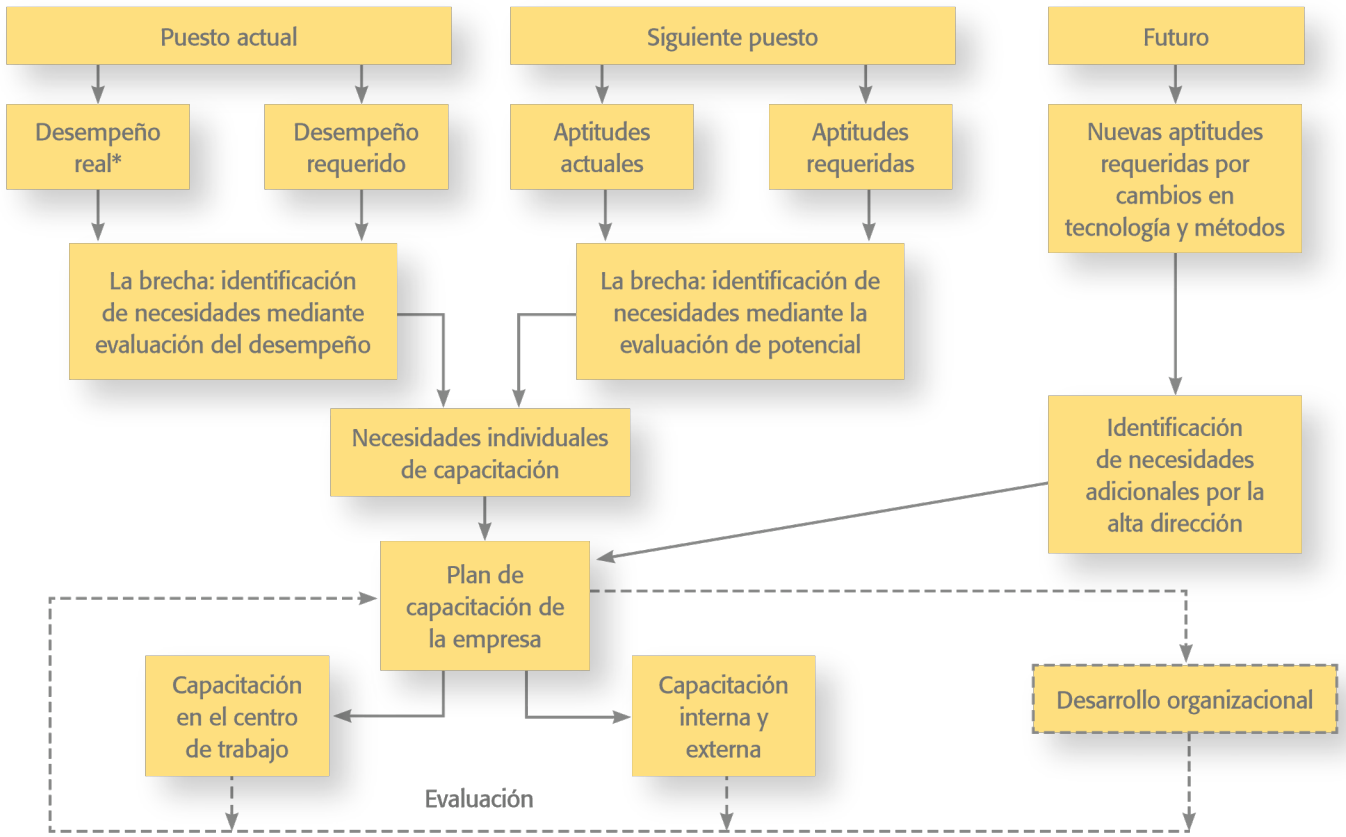 Puesto actual
Siguiente puesto
Futuro
Desempeño
real*
Desempeño
requerido
Aptitudes
actuales
Aptitudes
requeridas
Nuevas aptitudes
requeridas por
cambios en
tecnología y métodos
La brecha: identificación
de necesidades mediante
evaluación del desempeño
La brecha: identificación de
necesidades mediante la
evaluación de potencial
Necesidades individuales
de capacitación
Identificación
de necesidades
adicionales por la
alta dirección
Plan de
capacitación de
la empresa
Capacitación
en el centro
de trabajo
Capacitación
interna y
externa
Desarrollo organizacional
Evaluación